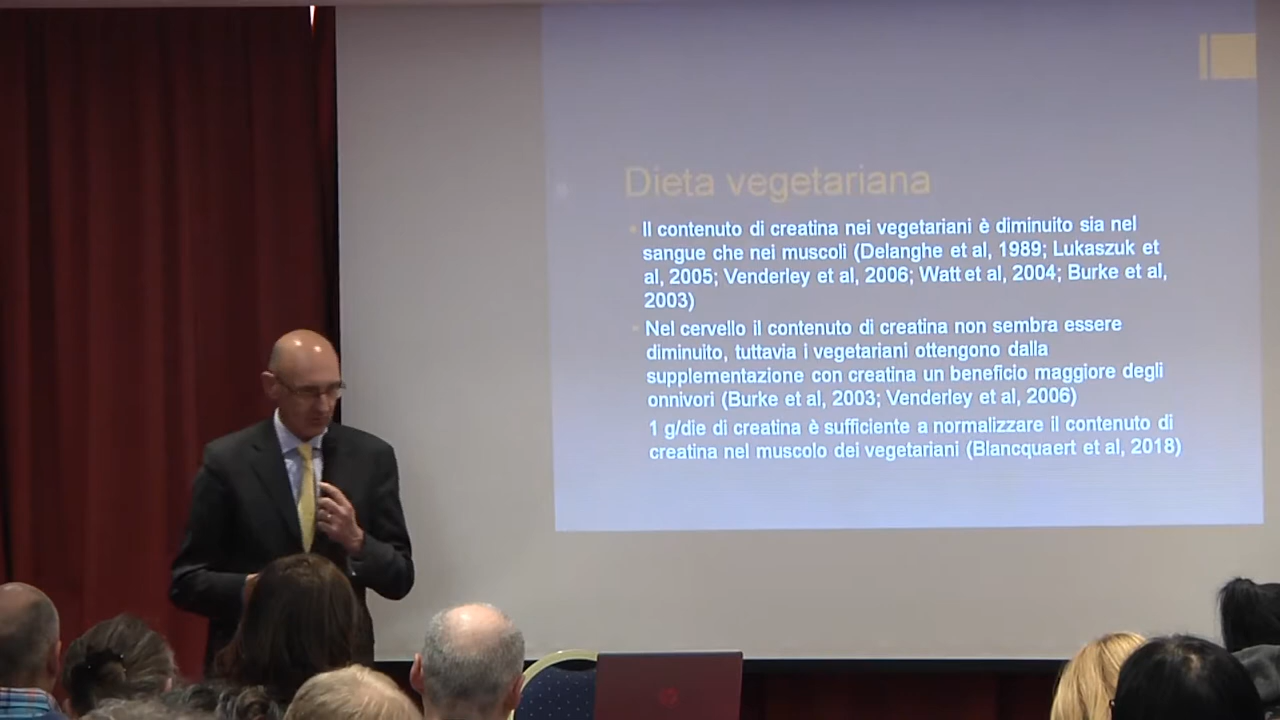 Dieta vegetariana
Il contenuto di creatina nei vegetariani è diminuito sia nel
sangue che nei muscoli (Delanghe et al, 1989; Lukaszuk et
al, 2005; Venderley et al, 2006; Watt et al, 2004; Burke et al,
2003)
Nel cervello il contenuto di creatina non sembra essere
diminuito, tuttavia i vegetariani ottengono dalla
supplementazione con creatina un beneficio maggiore degli
onnivori (Burke et al, 2003; Venderley et al, 2006)
1 g/die di creatina è sufficiente a normalizzare il contenuto di
creatina nel muscolo dei vegetariani (Blancquaert et al, 2018)